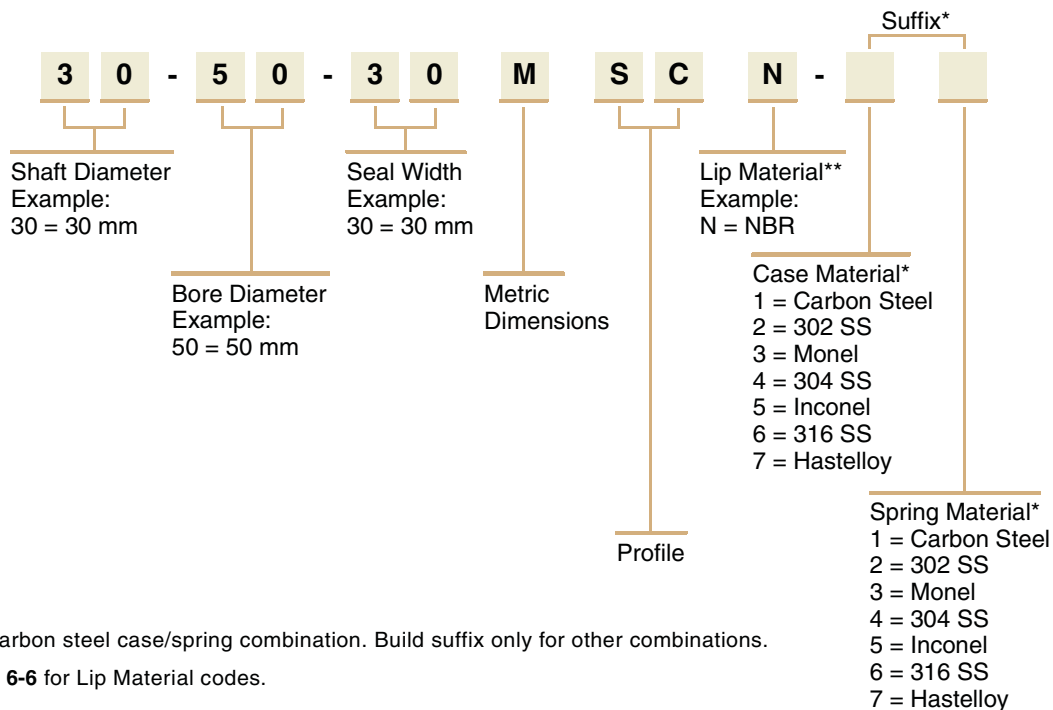 Suffix*
3 0 - 5 0 - 3 0 M S C N -
Shaft Diameter
Example:
30 = 30 mm
Bore Diameter
Example:
50 = 50 mm
Seal Width
Example:
30 = 30 mm
Metric
Dimensions
Profile
Lip Material**
Example:
N = NBR
Case Material*
1 = Carbon Steel
2 = 302 SS
3 = Monel
4 = 304 SS
5 = Inconel
6 = 316 SS
7 = Hastelloy
Spring Material*
1 = Carbon Steel
2 = 302 SS
3 = Monel
4 = 304 SS
5 = Inconel
6 = 316 SS
7 = Hastelloy
steel case/spring combination. Build suffix only for other combinations.
6-6 for Lip Material codes.